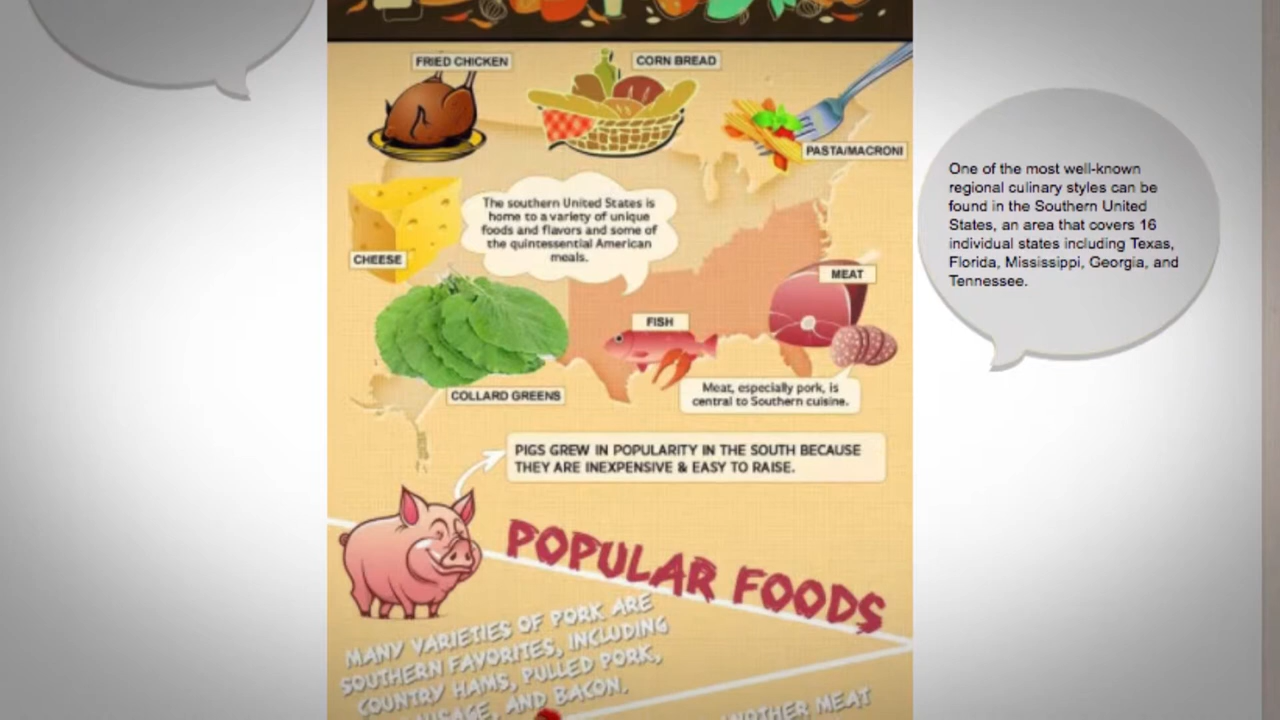 FRIED CHICKEN
CORN BREAD
PASTA/MACRONI
CHEESE
The southern United States is
home to a variety of unique
foods and flavors and some of
the quintessential American
meals.
MEAT
FISH
COLLARD GREENS
Meat, especially pork, is
central to Southern cuisine.
PIGS GREW IN POPULARITY IN THE SOUTH BECAUSE
THEY ARE INEXPENSIVE & EASY TO RAISE.
POPULAR FOODS
MANY VARIETIES OF PORK ARE
SOUTHERN FAVORITES, INCLUDING
COUNTRY HAMS, PULLED PORK,
AND BACON.
ANOTHER MEAT
One of the most well-known
regional culinary styles can be
found in the Southern United
States, an area that covers 16
individual states including Texas,
Florida, Mississippi, Georgia, and
Tennessee.